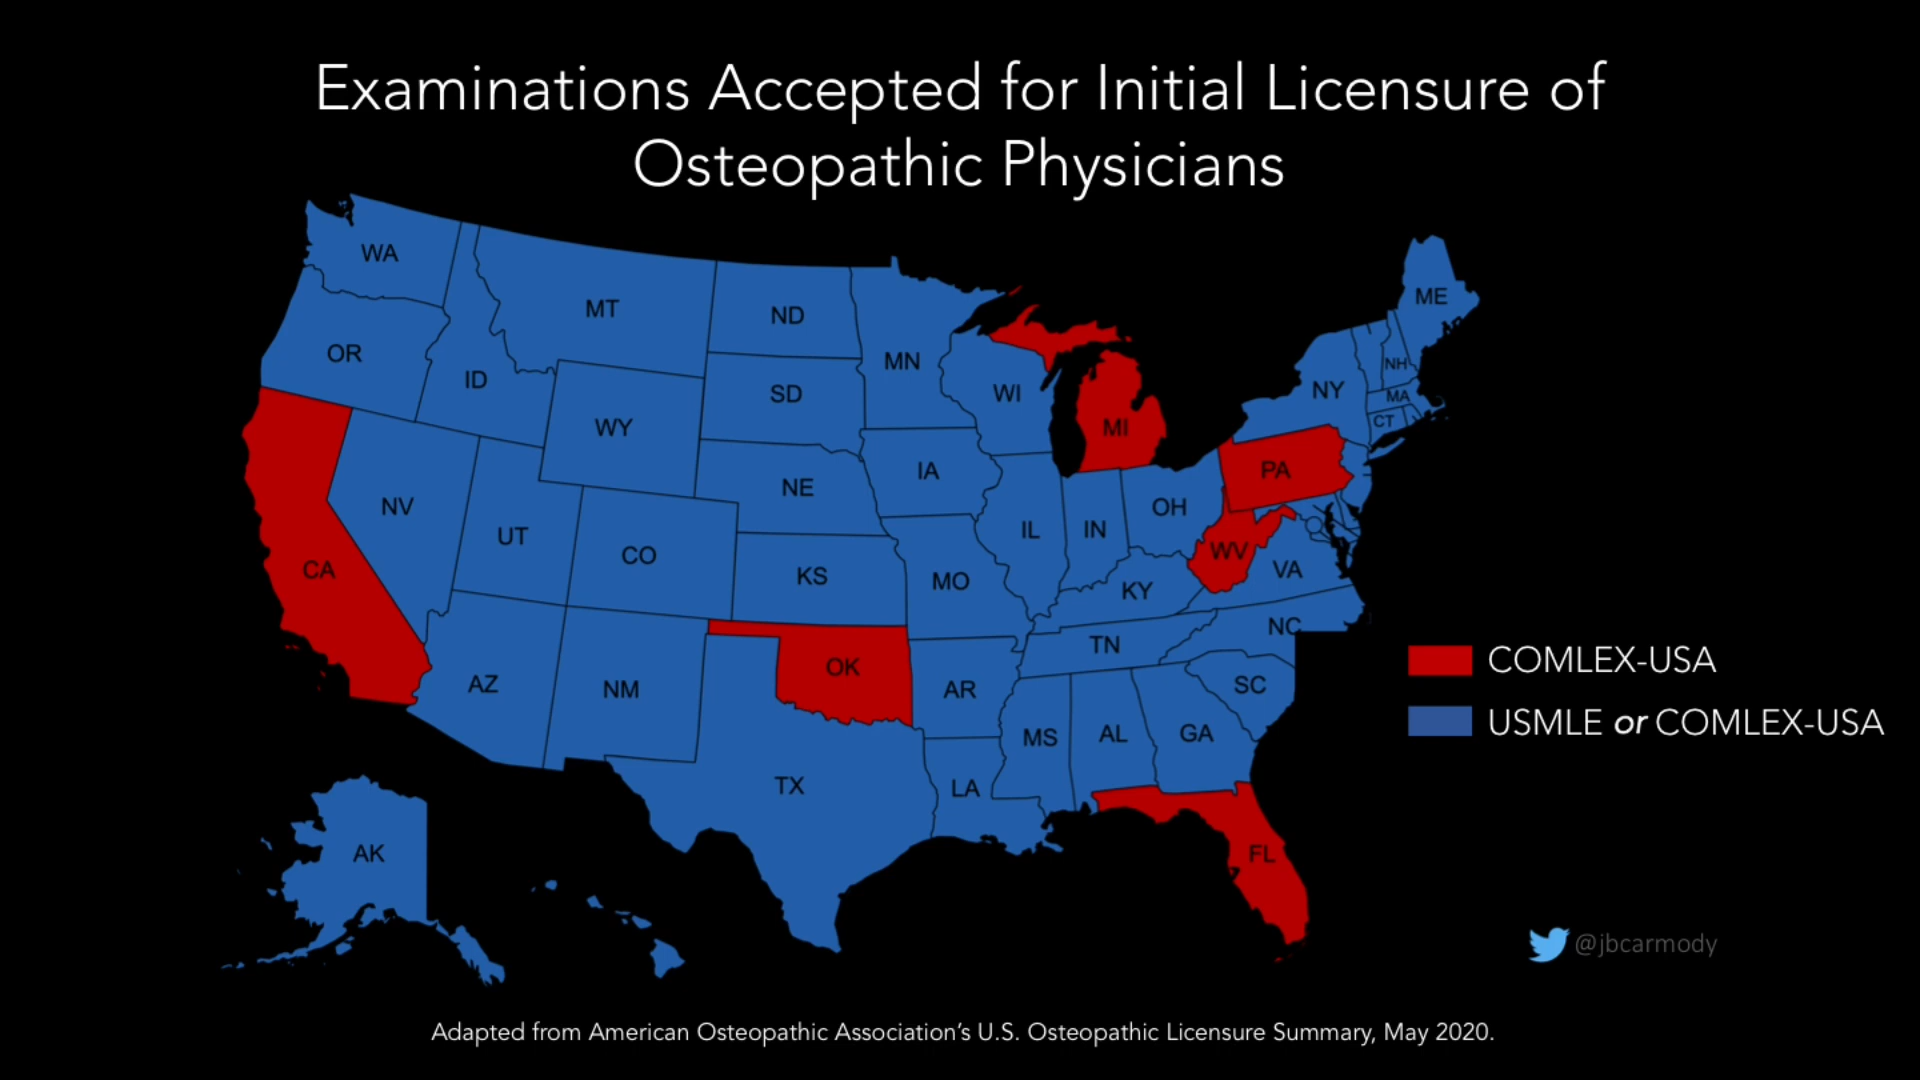 Examinations Accepted for Initial Licensure of
Osteopathic Physicians
WA
MT
ND
ME
OR
MN
ID
SD
WI
NH
NY
MA
WY
CT
MI
IA
PA
NE
NV
OH
UT
CO
IL
IN
WV
CA
KS
MO
VA
KY
NC
TN
OK
AZ
NM
AR
SC
MS
AL
GA
TX
LA
AK
FL
COMLEX-USA
USMLE or COMLEX-USA
@jbcarmody
Adapted from American Osteopathic Association's U.S. Osteopathic Licensure Summary, May 2020.